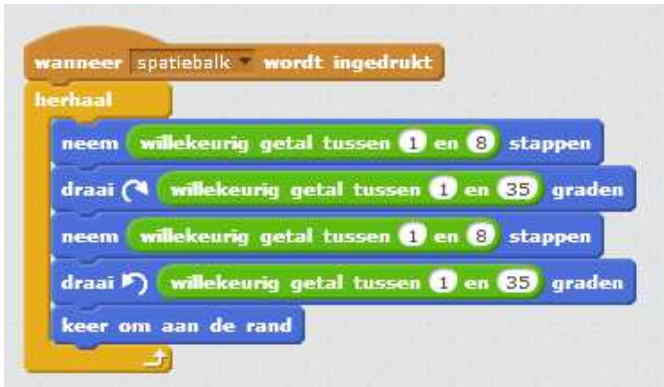 wanneer spatiebalk wordt ingedrukt
herhaal
neem willekeurig getal tussen 1 en 8 stappen
draai willekeurig getal tussen 1 en 35 graden
neem willekeurig getal tussen 1 en 8 stappen
draai willekeurig getal tussen 1 en 35 graden
keer om aan de rand